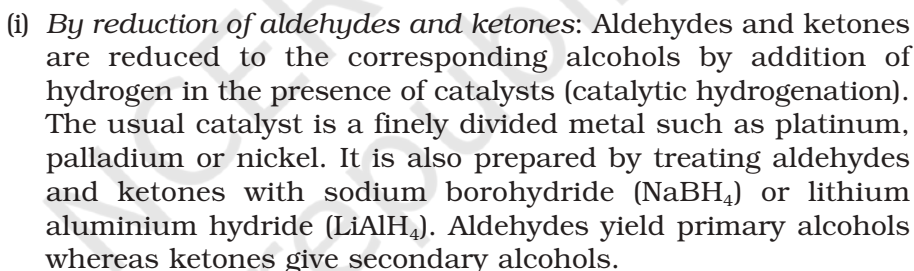 (i) By reduction of aldehydes and ketones: Aldehydes and ketones
are reduced to the corresponding alcohols by addition of
hydrogen in the presence of catalysts (catalytic hydrogenation).
The usual catalyst is a finely divided metal such as platinum,
palladium or nickel. It is also prepared by treating aldehydes
and ketones with sodium borohydride (NaBH₄) or lithium
aluminium hydride (LiAlH₄). Aldehydes yield primary alcohols
whereas ketones give secondary alcohols.